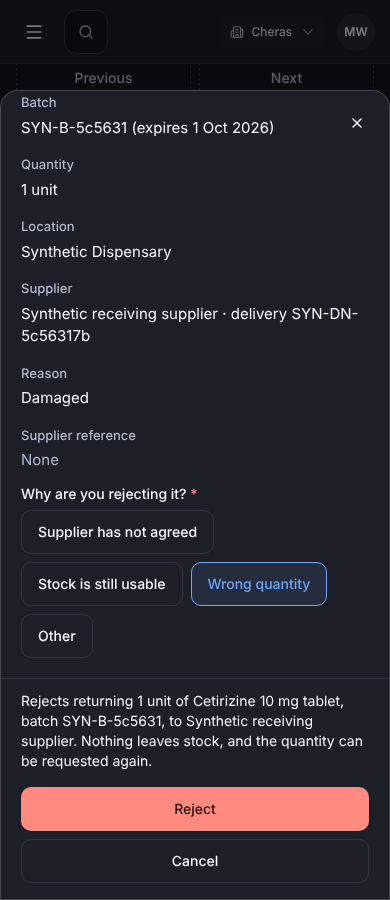 Cheras
MW
Previous
Next
Batch
SYN-B-5c5631 (expires 1 Oct 2026)
Quantity
1 unit
Location
Synthetic Dispensary
Supplier
Synthetic receiving supplier · delivery SYN-DN-
5c56317b
Reason
Damaged
Supplier reference
None
Why are you rejecting it? *
Supplier has not agreed
Stock is still usable
Wrong quantity
Other
Rejects returning 1 unit of Cetirizine 10 mg tablet,
batch SYN-B-5c5631, to Synthetic receiving
supplier. Nothing leaves stock, and the quantity can
be requested again.
Reject
Cancel